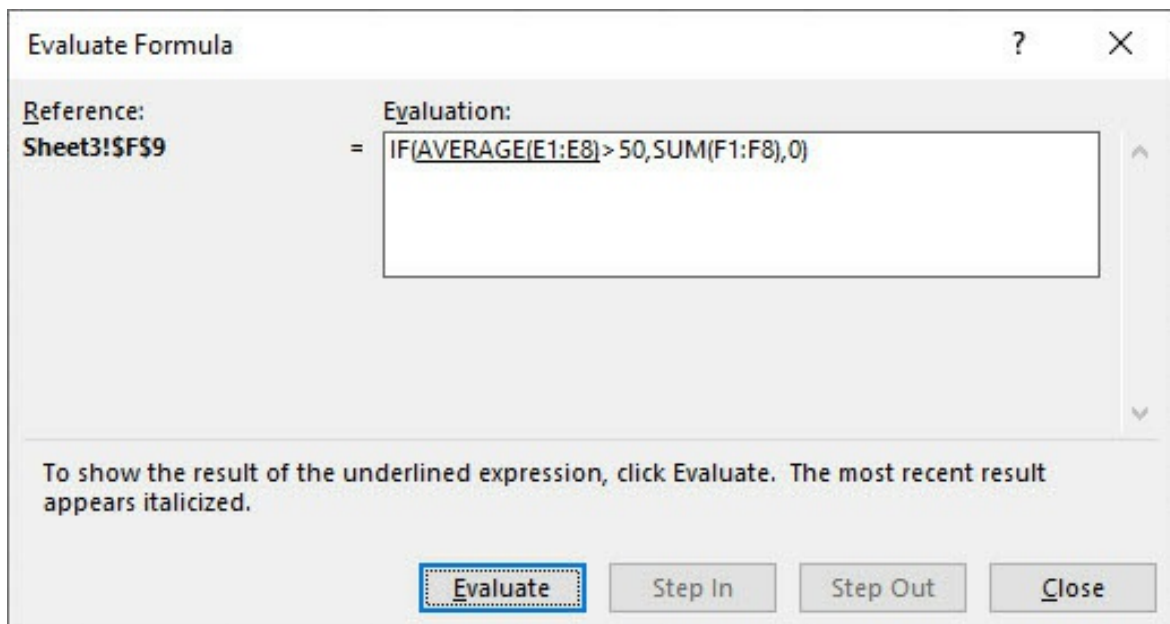 Evaluate Formula
? X
Reference: Evaluation:
Sheet3!$F$9 = IF(AVERAGE(E1:E8)>50,SUM(F1:F8),0)
To show the result of the underlined expression, click Evaluate. The most recent result
appears italicized.
Evaluate Step In Step Out Close